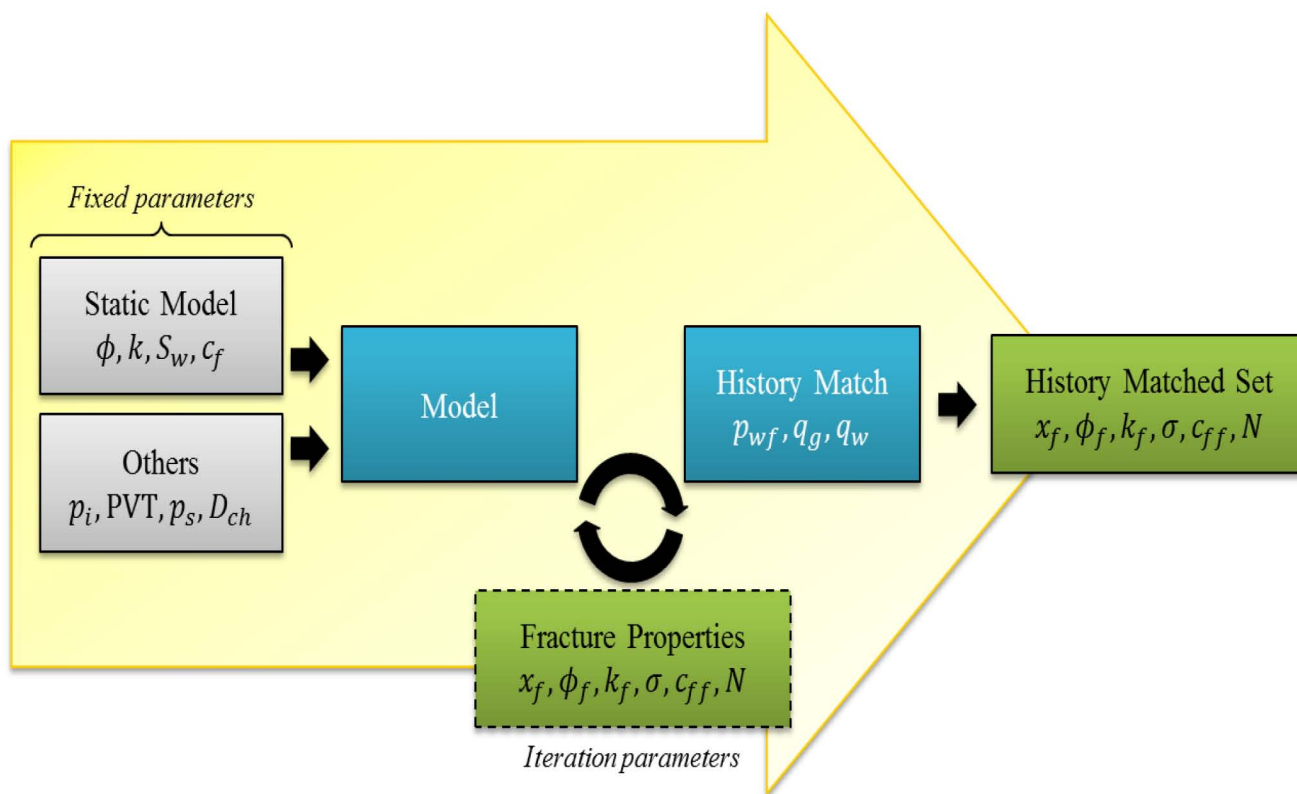 Fixed parameters
Static Model
ϕ, k, S_w, c_f
Others
p_i, PVT, p_s, D_ch
Model
History Match
p_wf, q_g, q_w
History Matched Set
x_f, ϕ_f, k_f, σ, c_ff, N
Fracture Properties
x_f, ϕ_f, k_f, σ, c_ff, N
Iteration parameters